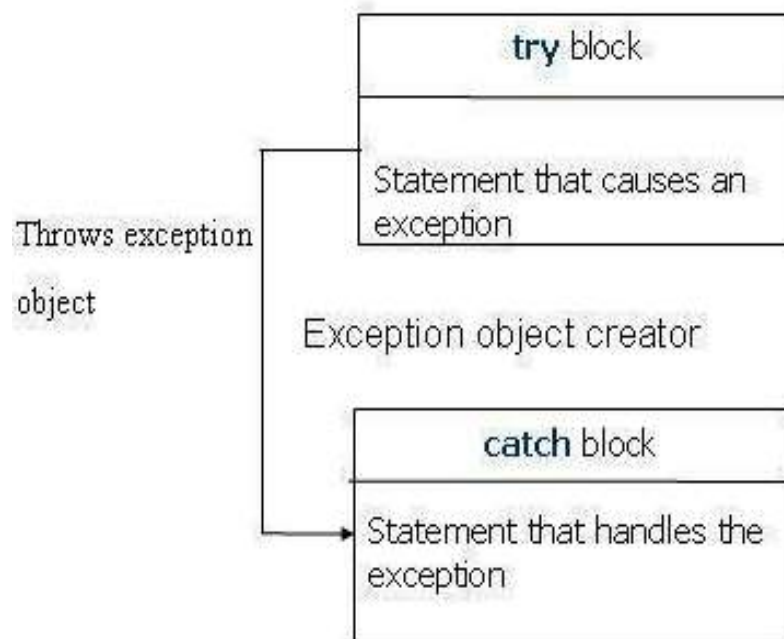 try block
Statement that causes an
exception
Throws exception
object
Exception object creator
catch block
Statement that handles the
exception